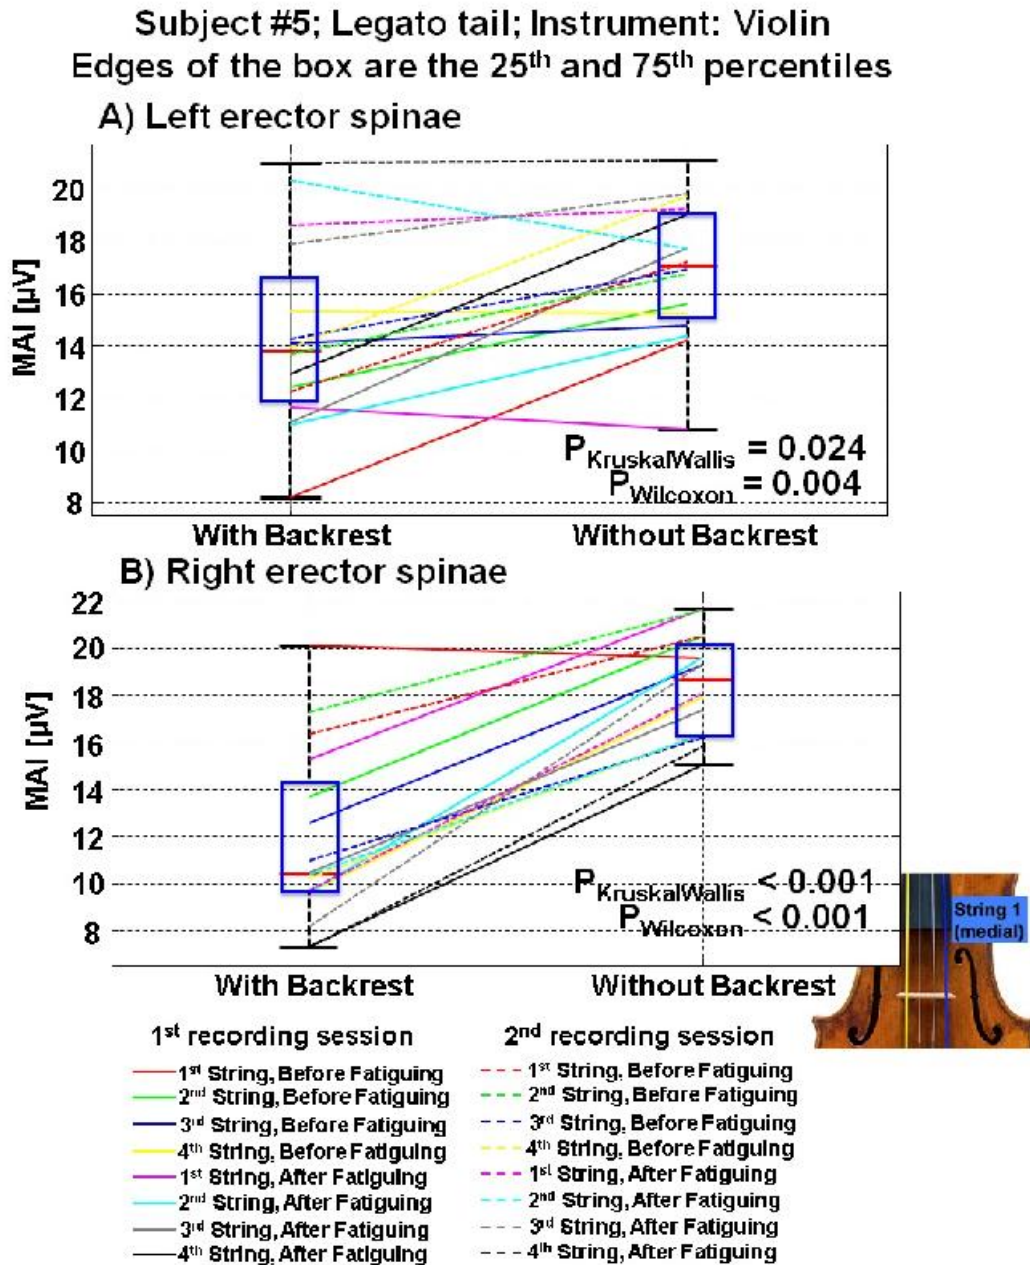 Subject #5; Legato tail; Instrument: Violin
Edges of the box are the 25th and 75th percentiles
A) Left erector spinae
MAI [µV]
20
18
16
14
12
10
8
P KruskalWallis = 0.024
P Wilcoxon = 0.004
With Backrest
Without Backrest
B) Right erector spinae
MAI [µV]
22
20
18
16
14
12
10
8
P KruskalWallis < 0.001
P Wilcoxon < 0.001
String 1
(medial)
With Backrest
Without Backrest
1st recording session
1st String, Before Fatiguing
2nd String, Before Fatiguing
3rd String, Before Fatiguing
4th String, Before Fatiguing
1st String, After Fatiguing
2nd String, After Fatiguing
3rd String, After Fatiguing
4th String, After Fatiguing
2nd recording session
1st String, Before Fatiguing
2nd String, Before Fatiguing
3rd String, Before Fatiguing
4th String, Before Fatiguing
1st String, After Fatiguing
2nd String, After Fatiguing
3rd String, After Fatiguing
4th String, After Fatiguing